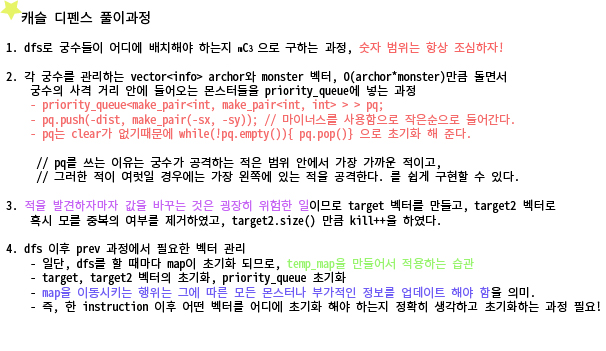 캐슬 디펜스 풀이과정
1. dfs로 궁수들이 어디에 배치해야 하는지 mC3 으로 구하는 과정, 숫자 범위는 항상 조심하자!
2. 각 궁수를 관리하는 vector<info> archor와 monster 벡터, O(archor*monster)만큼 돌면서
궁수의 사격 거리 안에 들어오는 몬스터들을 priority_queue에 넣는 과정
- priority_queue<make_pair<int, make_pair<int, int> > > pq;
- pq.push(-dist, make_pair(-sx, -sy)); // 마이너스를 사용함으로 작은순으로 들어간다.
- pq는 clear가 없기때문에 while(!pq.empty()){ pq.pop()} 으로 초기화 해 준다.
// pq를 쓰는 이유는 궁수가 공격하는 적은 범위 안에서 가장 가까운 적이고,
// 그러한 적이 여럿일 경우에는 가장 왼쪽에 있는 적을 공격한다. 를 쉽게 구현할 수 있다.
3. 적을 발견하자마자 값을 바꾸는 것은 굉장히 위험한 일이므로 target 벡터를 만들고, target2 벡터로
혹시 모를 중복의 여부를 제거하였고, target2.size() 만큼 kill++을 하였다.
4. dfs 이후 prev 과정에서 필요한 벡터 관리
- 일단, dfs를 할 때마다 map이 초기화 되므로, temp_map을 만들어서 적용하는 습관
- target, target2 벡터의 초기화, priority_queue 초기화
- map을 이동시키는 행위는 그에 따른 모든 몬스터나 부가적인 정보를 업데이트 해야 함을 의미.
- 즉, 한 instruction 이후 어떤 벡터를 어디에 초기화 해야 하는지 정확히 생각하고 초기화하는 과정 필요!